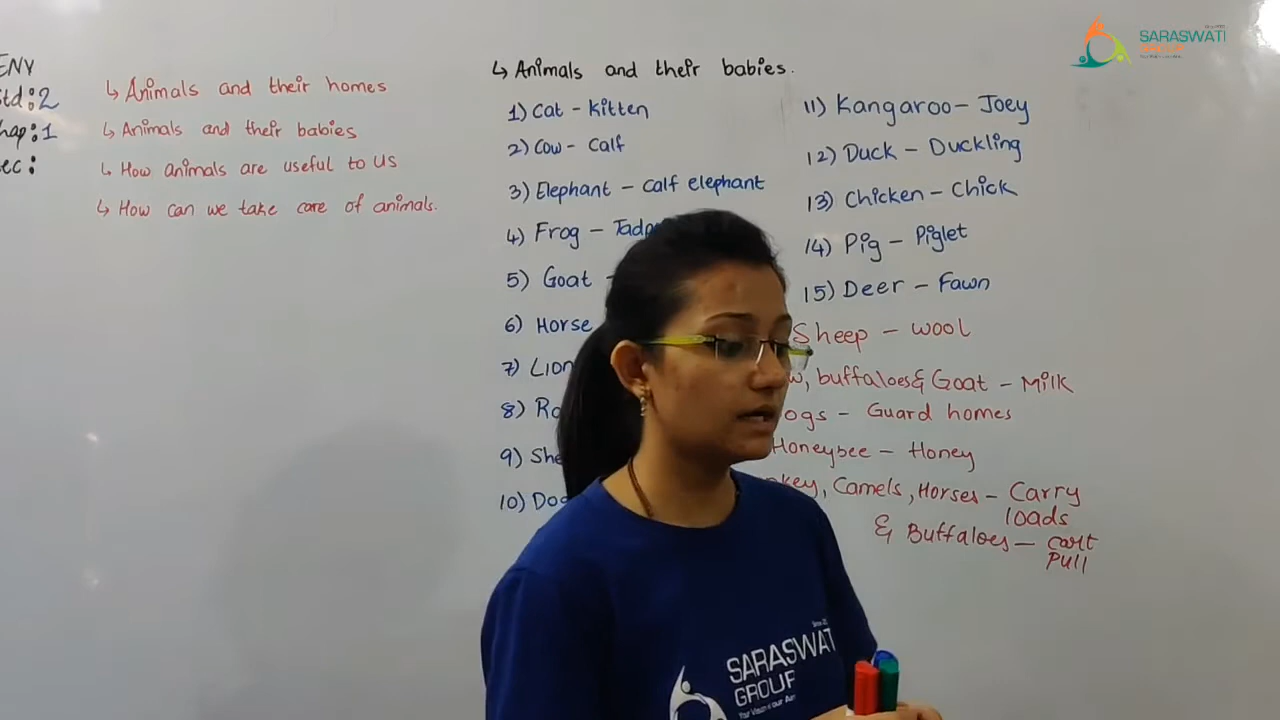 ENV
Std:2
Chap:1
Sec:
↳ Animals and their homes
↳ Animals and their babies
↳ How animals are useful to us
↳ How can we take care of animals.
↳ Animals and their babies.
1) Cat - Kitten
2) Cow - Calf
3) Elephant - Calf elephant
4) Frog -
5) Goat -
6) Horse
7) Lion
8)
9)
10)
11) Kangaroo - Joey
12) Duck - Duckling
13) Chicken - Chick
14) Pig - Piglet
15) Deer - Fawn
Sheep - wool
buffaloes & Goat - Milk
Dogs - Guard homes
Honeybee - Honey
Camels, Horses - Carry
loads
& Buffaloes - cart
Pull
SARASWATI
SARASWATI
GROUP